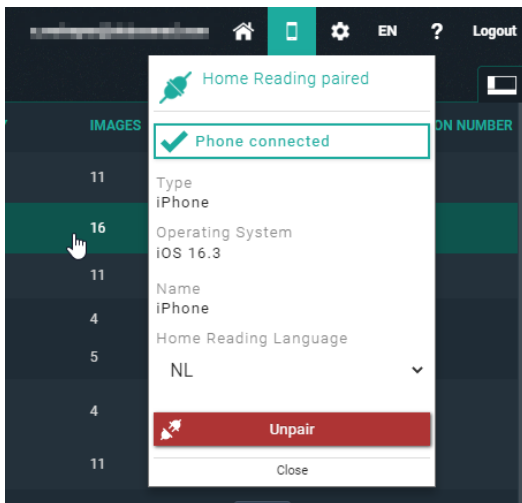 EN ? Logout
Home Reading paired
IMAGES
ON NUMBER
Phone connected
11
Type
iPhone
16
Operating System
iOS 16.3
11
Name
iPhone
4
Home Reading Language
5
NL
4
Unpair
11
Close